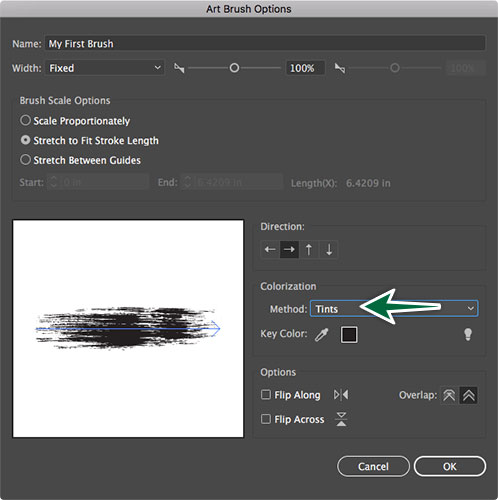 Art Brush Options
Name: My First Brush
Width: Fixed 100% 100%
Brush Scale Options
Scale Proportionately
Stretch to Fit Stroke Length
Stretch Between Guides
Start: 0 in End: 6.4209 in Length(X): 6.4209 in
Direction:
Colorization
Method: Tints
Key Color:
Options
Flip Along Overlap:
Flip Across
Cancel OK